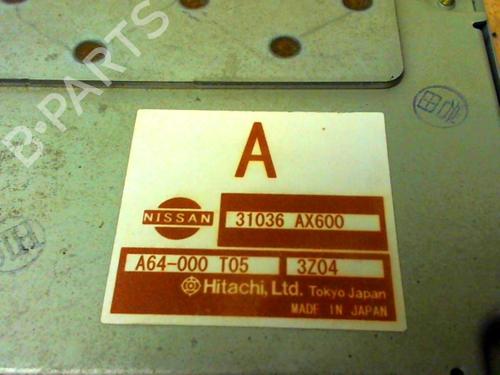 B-PARTS
A
NISSAN
31036 AX600
A64-000 T05 3Z04
Hitachi, Ltd. Tokyo Japan
MADE IN JAPAN